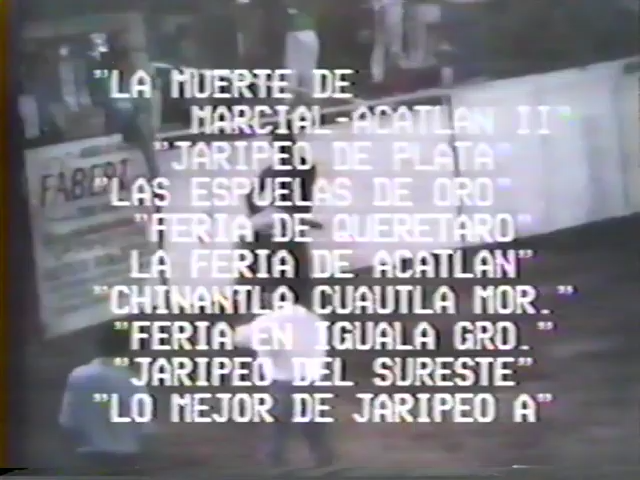 "LA MUERTE DE
MARCIAL-ACATLAN II"
"JARIPEO DE PLATA"
"LAS ESPUELAS DE ORO"
"FERIA DE QUERETARO"
LA FERIA DE ACATLAN"
"CHINANTLA CUAUTLA MOR."
"FERIA EN IGUALA GRO."
"JARIPEO DEL SURESTE"
"LO MEJOR DE JARIPEO A"
FABER